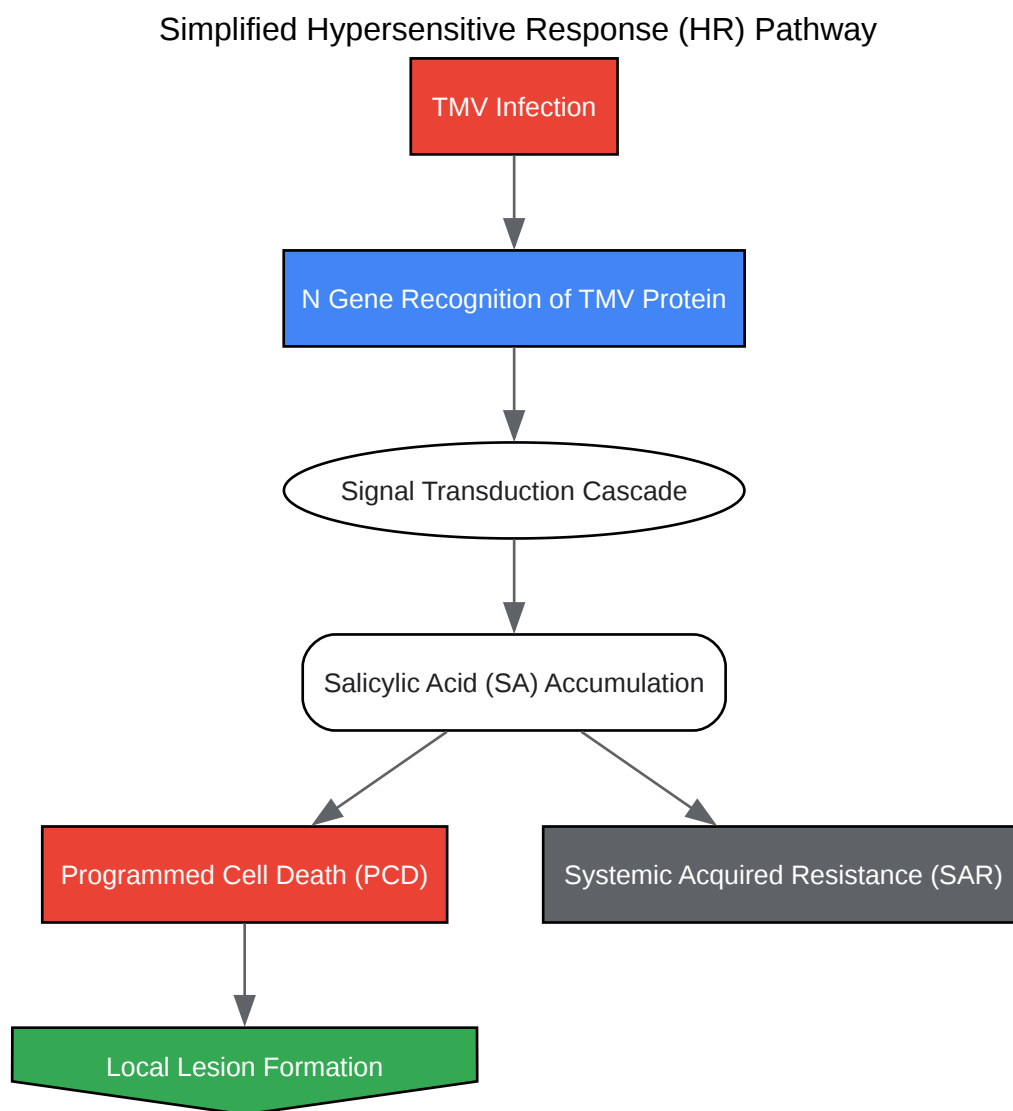 Simplified Hypersensitive Response (HR) Pathway
TMV Infection
N Gene Recognition of TMV Protein
Signal Transduction Cascade
Salicylic Acid (SA) Accumulation
Programmed Cell Death (PCD)
Systemic Acquired Resistance (SAR)
Local Lesion Formation